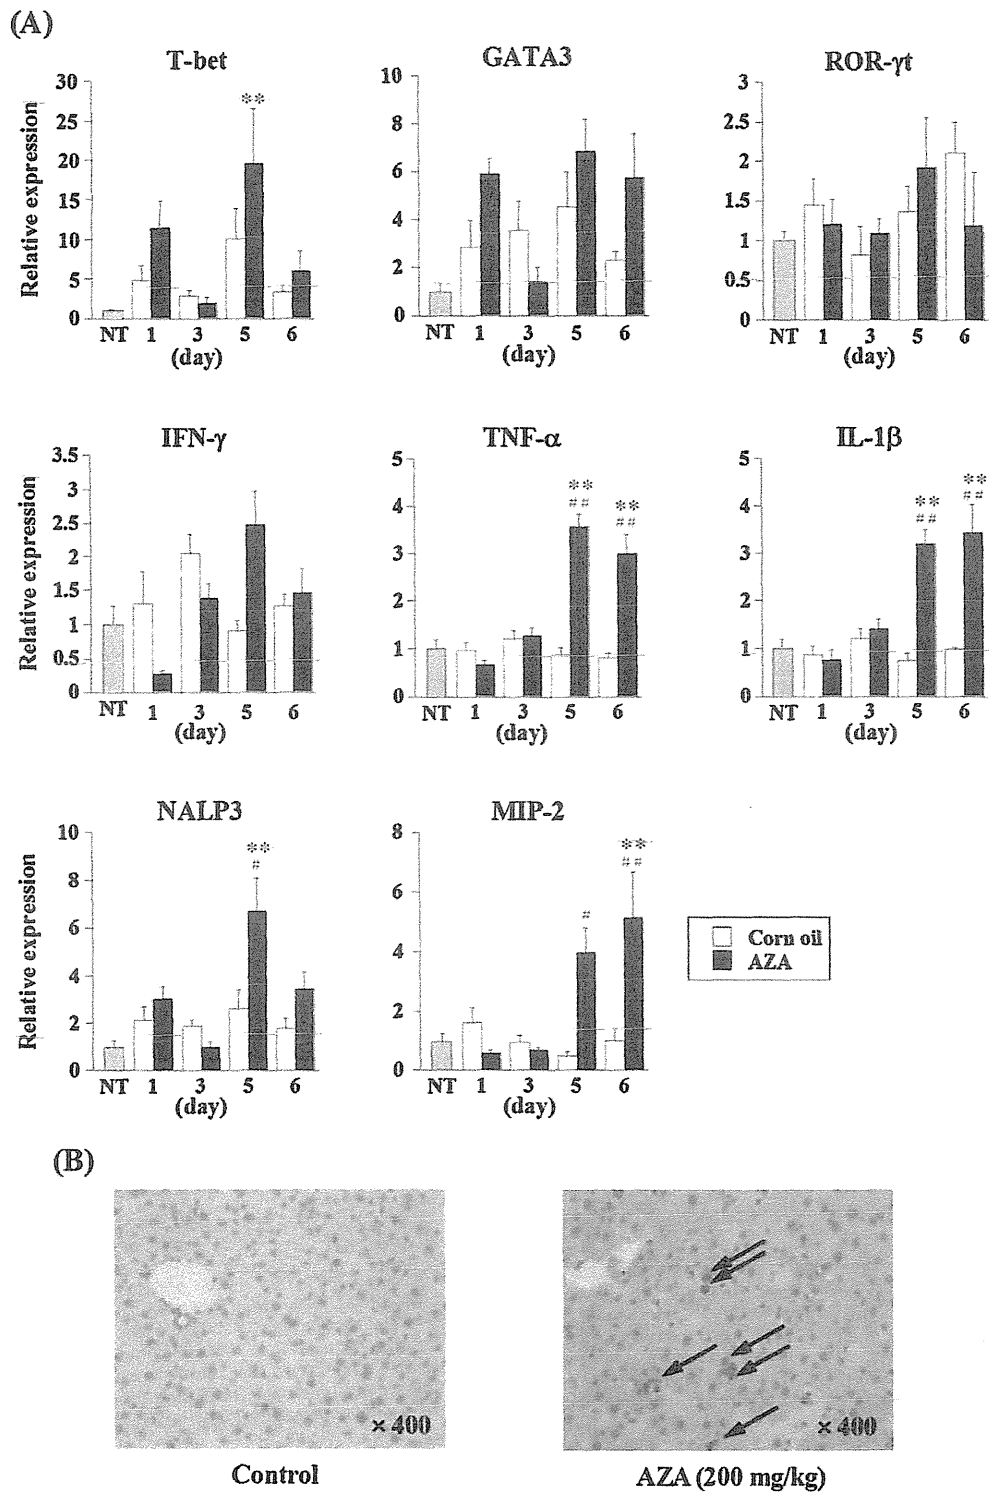 (A)
T-bet
Relative expression
30
25
20
15
10
5
0
**
NT 1 3 5 6
(day)
GATA3
10
8
6
4
2
0
NT 1 3 5 6
(day)
ROR-γt
3
2.5
2
1.5
1
0.5
0
NT 1 3 5 6
(day)
IFN-γ
Relative expression
3.5
3
2.5
2
1.5
1
0.5
0
NT 1 3 5 6
(day)
TNF-α
5
4
3
2
1
0
** **
## ##
NT 1 3 5 6
(day)
IL-1β
5
4
3
2
1
0
** **
## ##
NT 1 3 5 6
(day)
NALP3
Relative expression
10
8
6
4
2
0
**
#
NT 1 3 5 6
(day)
MIP-2
8
6
4
2
0
**
##
#
NT 1 3 5 6
(day)
Corn oil
AZA
(B)
× 400
Control
× 400
AZA (200 mg/kg)